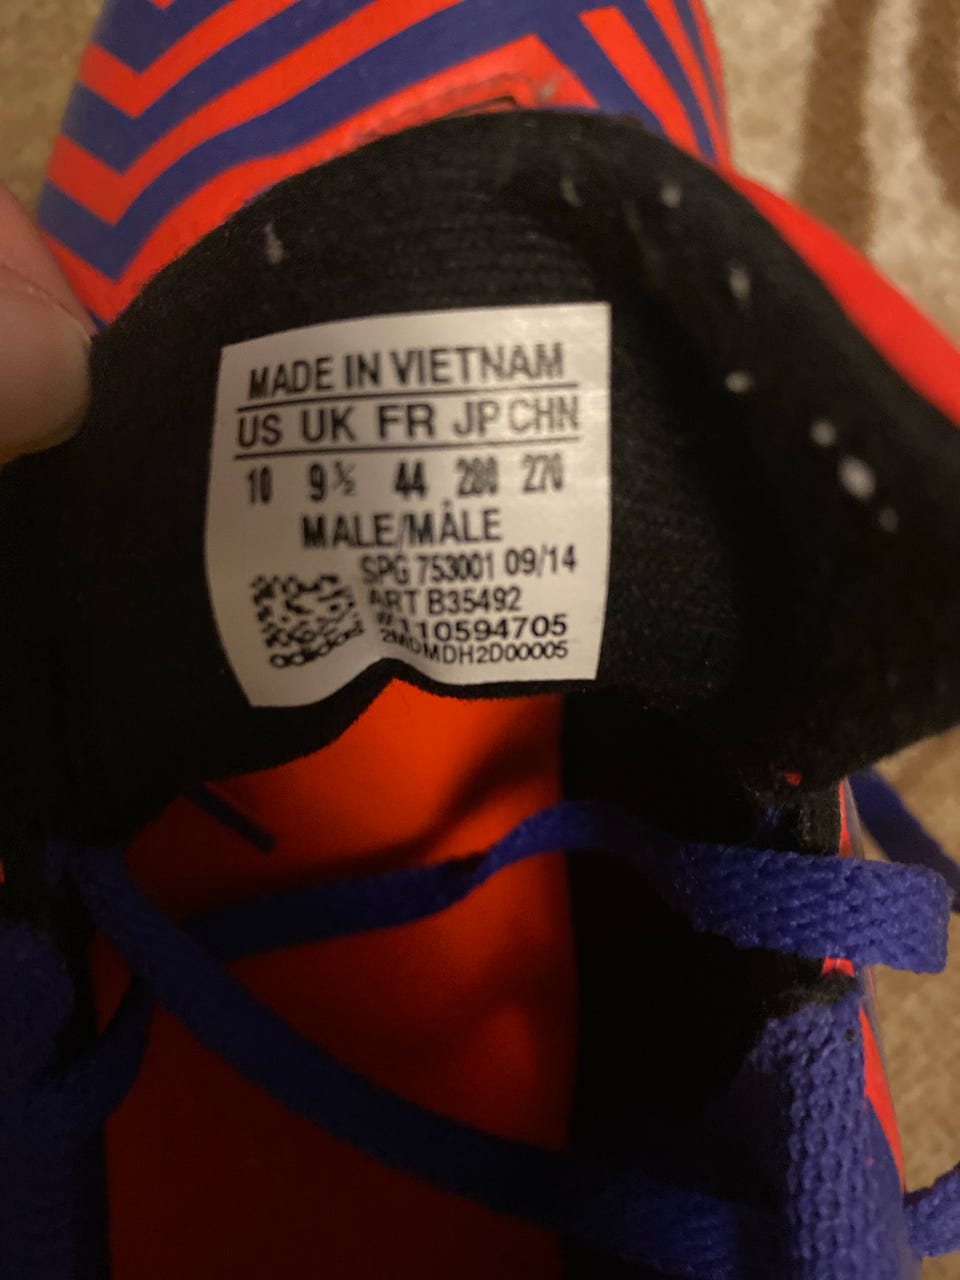 MADE IN VIETNAM
US UK FR JP CHN
10 9½ 44 280 270
MALE/MÂLE
SPG 753001 09/14
ART B35492
#110594705
2MDMDH2D00005
adidas